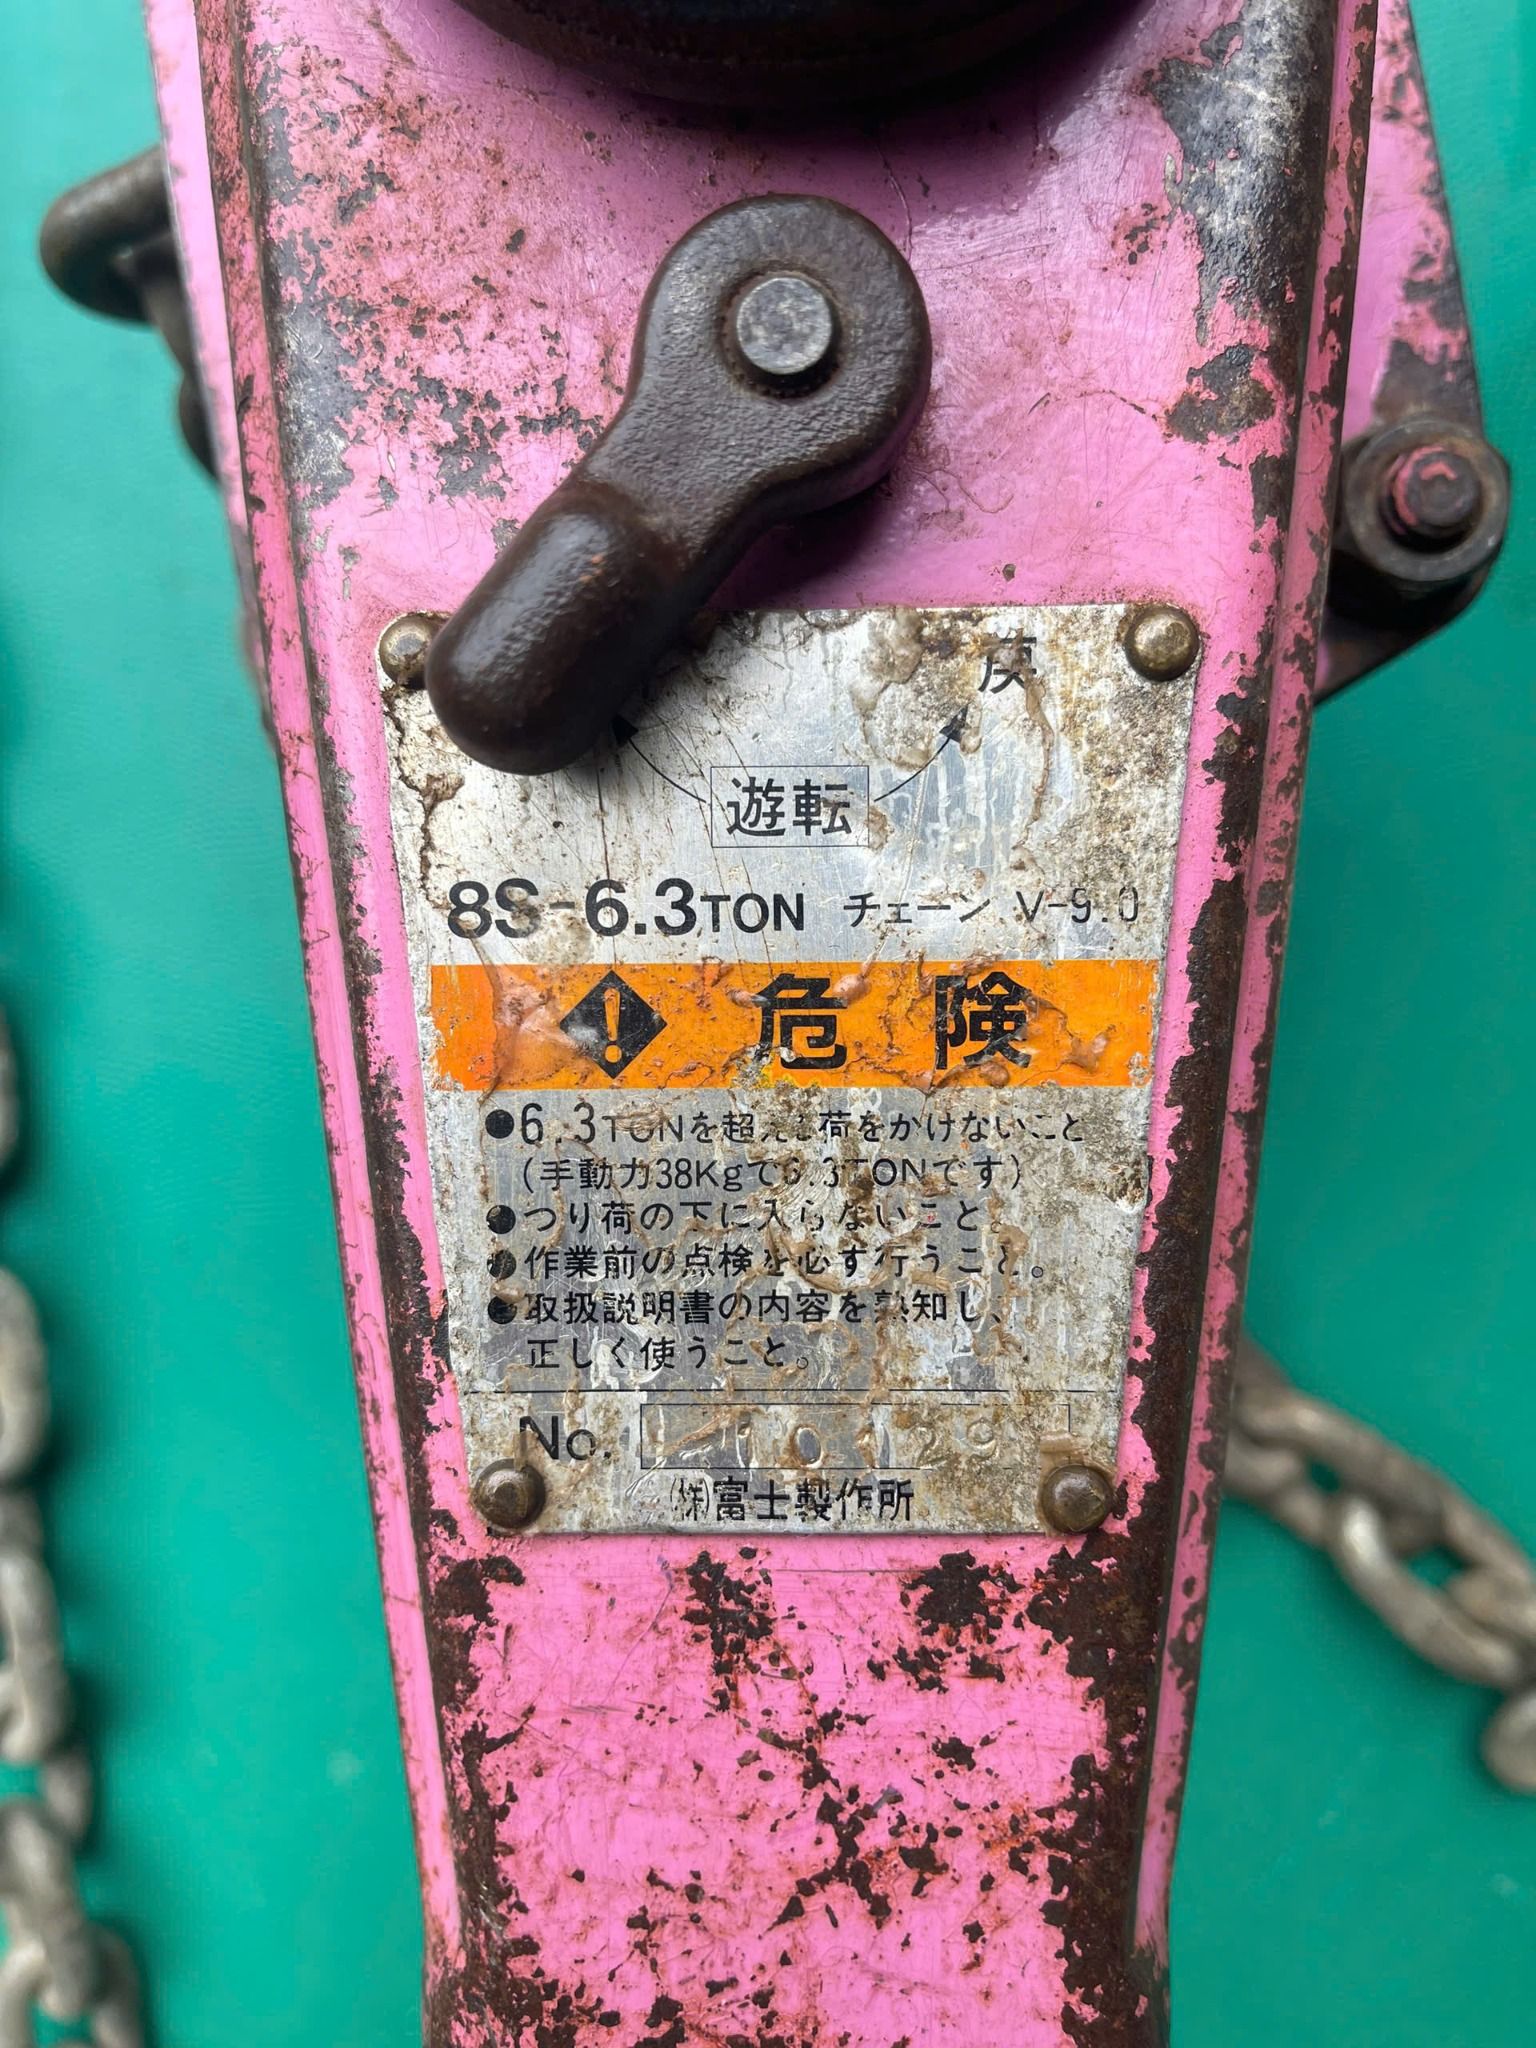 遊転
8S-6.3TON チェーン V-9.0
危険
●6.3TONを超える荷をかけないこと
(手動力38Kgで6.3TONです)
●つり荷の下に入らないこと。
●作業前の点検を必ず行うこと。
●取扱説明書の内容を熟知し、
正しく使うこと。
No.
㈱富士製作所